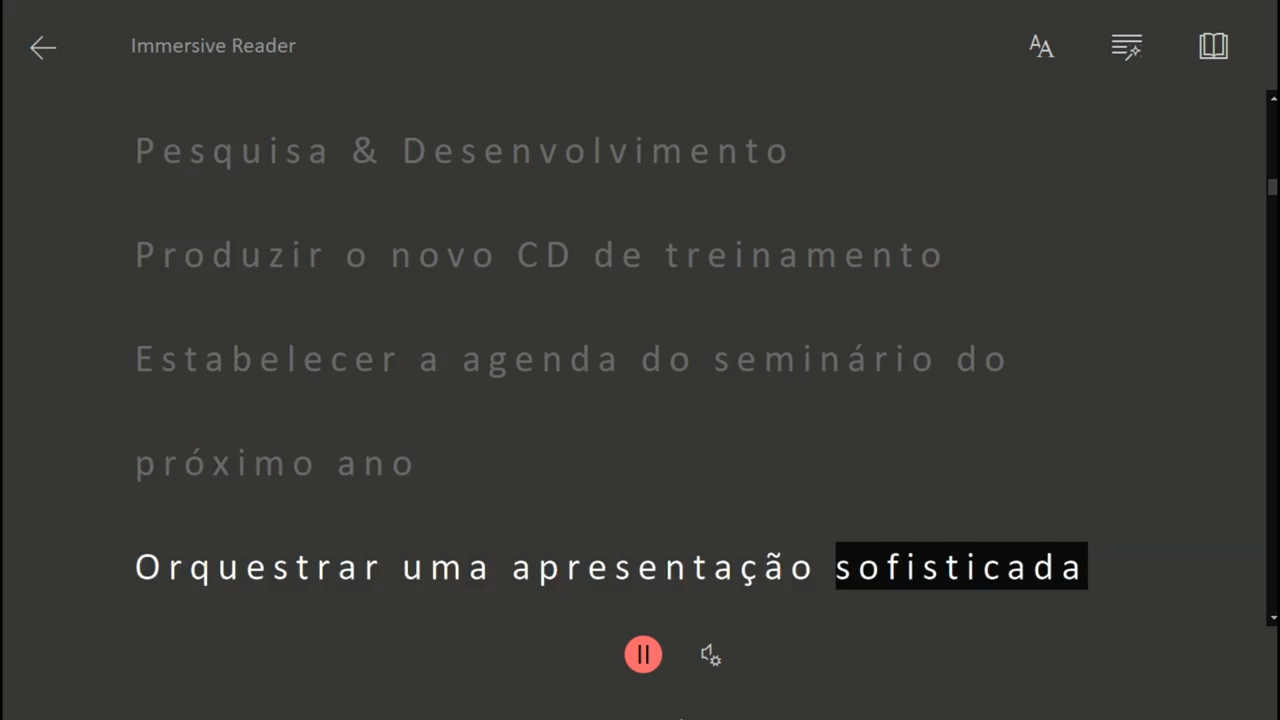 Immersive Reader
Pesquisa & Desenvolvimento
Produzir o novo CD de treinamento
Estabelecer a agenda do seminário do
próximo ano
Orquestrar uma apresentação sofisticada